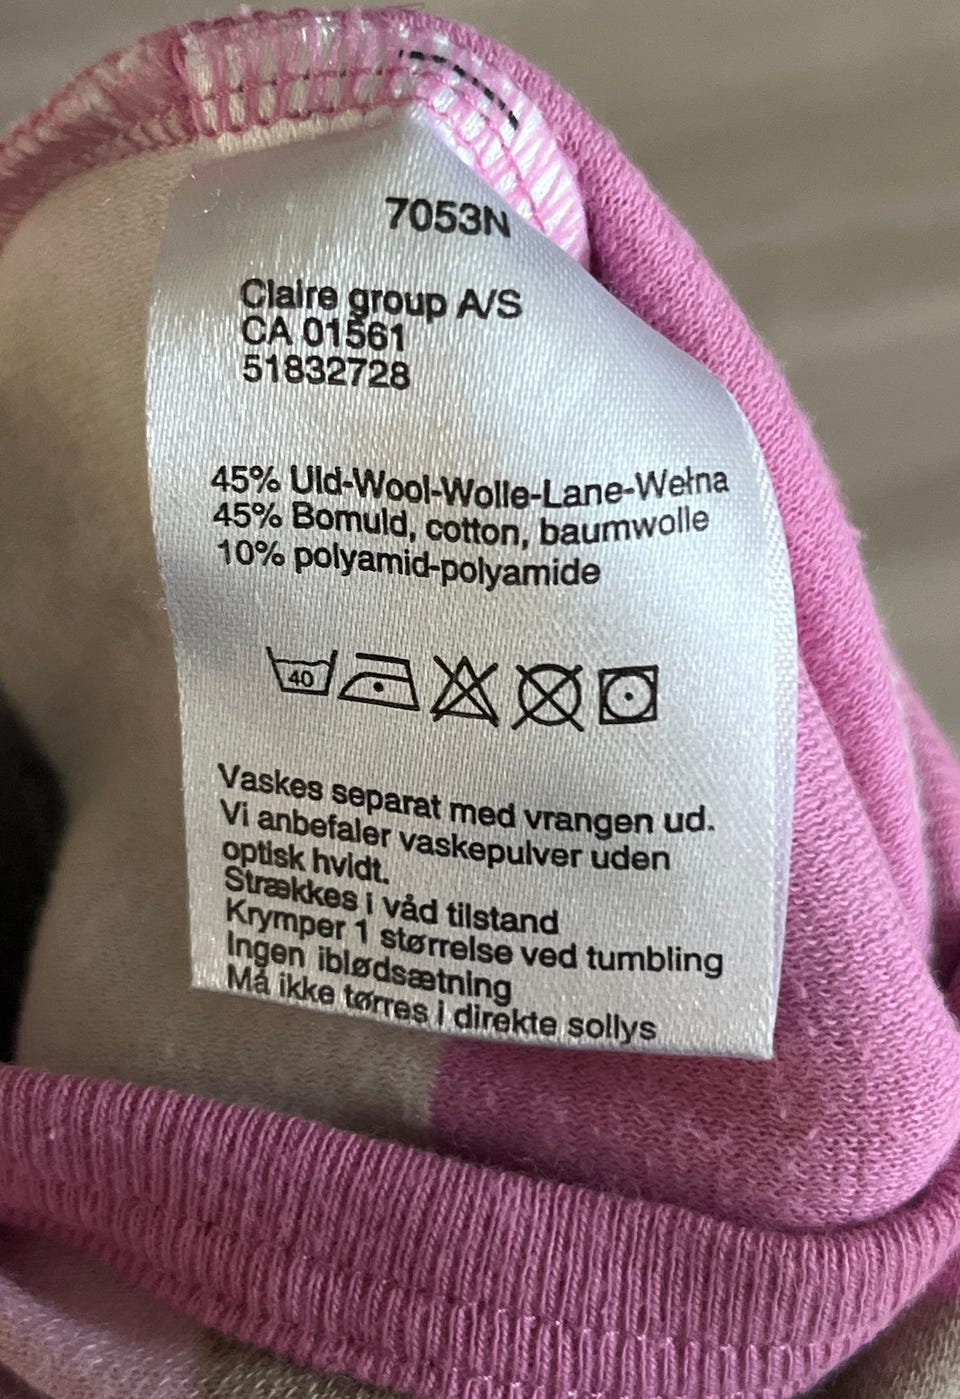 7053N
Claire group A/S
CA 01561
51832728
45% Uld-Wool-Wolle-Lane-Wełna
45% Bomuld, cotton, baumwolle
10% polyamid-polyamide
40
Vaskes separat med vrangen ud.
Vi anbefaler vaskepulver uden
optisk hvidt.
Strækkes i våd tilstand
Krymper 1 størrelse ved tumbling
Ingen iblødsætning
Må ikke tørres i direkte sollys